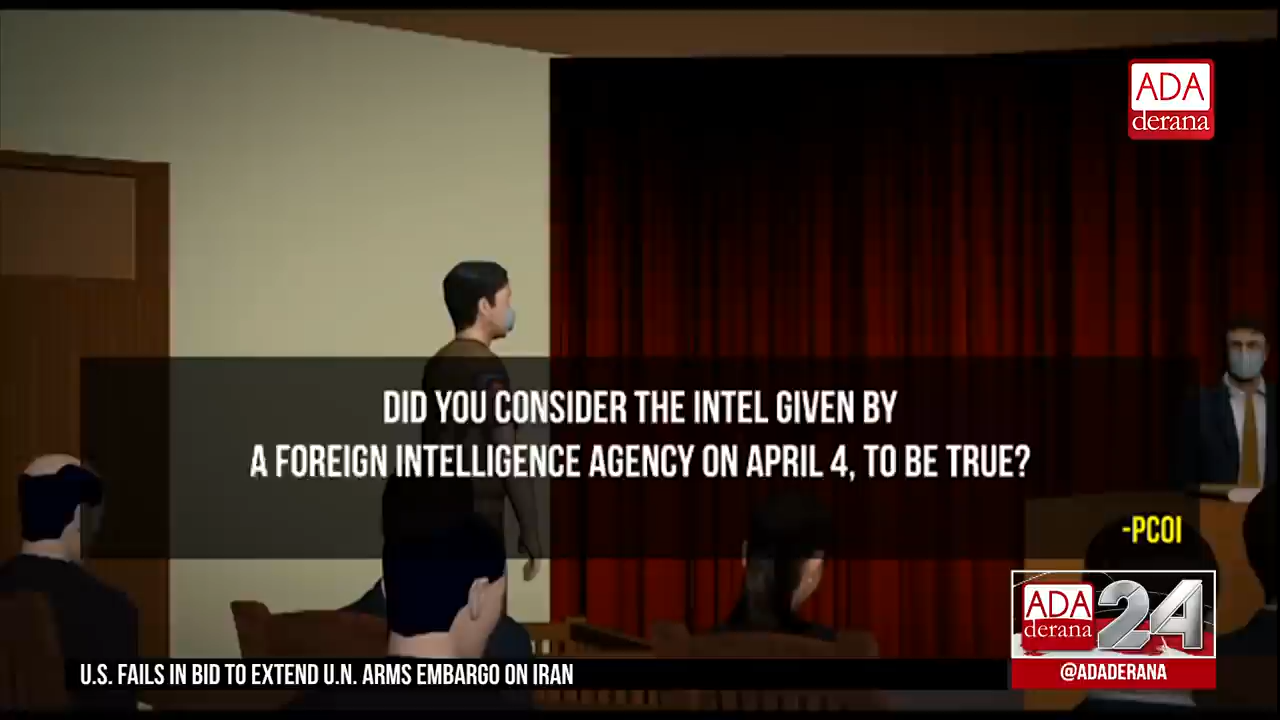 ADA
derana
DID YOU CONSIDER THE INTEL GIVEN BY
A FOREIGN INTELLIGENCE AGENCY ON APRIL 4, TO BE TRUE?
-PCOI
ADA
derana
24
@ADADERANA
U.S. FAILS IN BID TO EXTEND U.N. ARMS EMBARGO ON IRAN